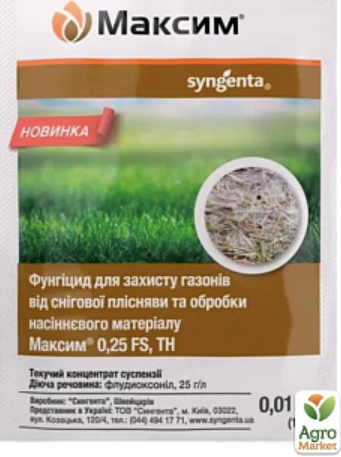 Максим®
syngenta®
НОВИНКА
Фунгіцид для захисту газонів
від снігової плісняви та обробки
насіннєвого матеріалу
Максим® 0,25 FS, ТН
Текучий концентрат суспензії
Діюча речовина: флудиоксоніл, 25 г/л
Виробник: "Сингента", Швейцарія
Представник в Україні: ТОВ "Сингента", м. Київ, 03022,
вул. Козацька, 120/4, тел.: (044) 494 17 71, www.syngenta.ua
0,01
Agro
Market